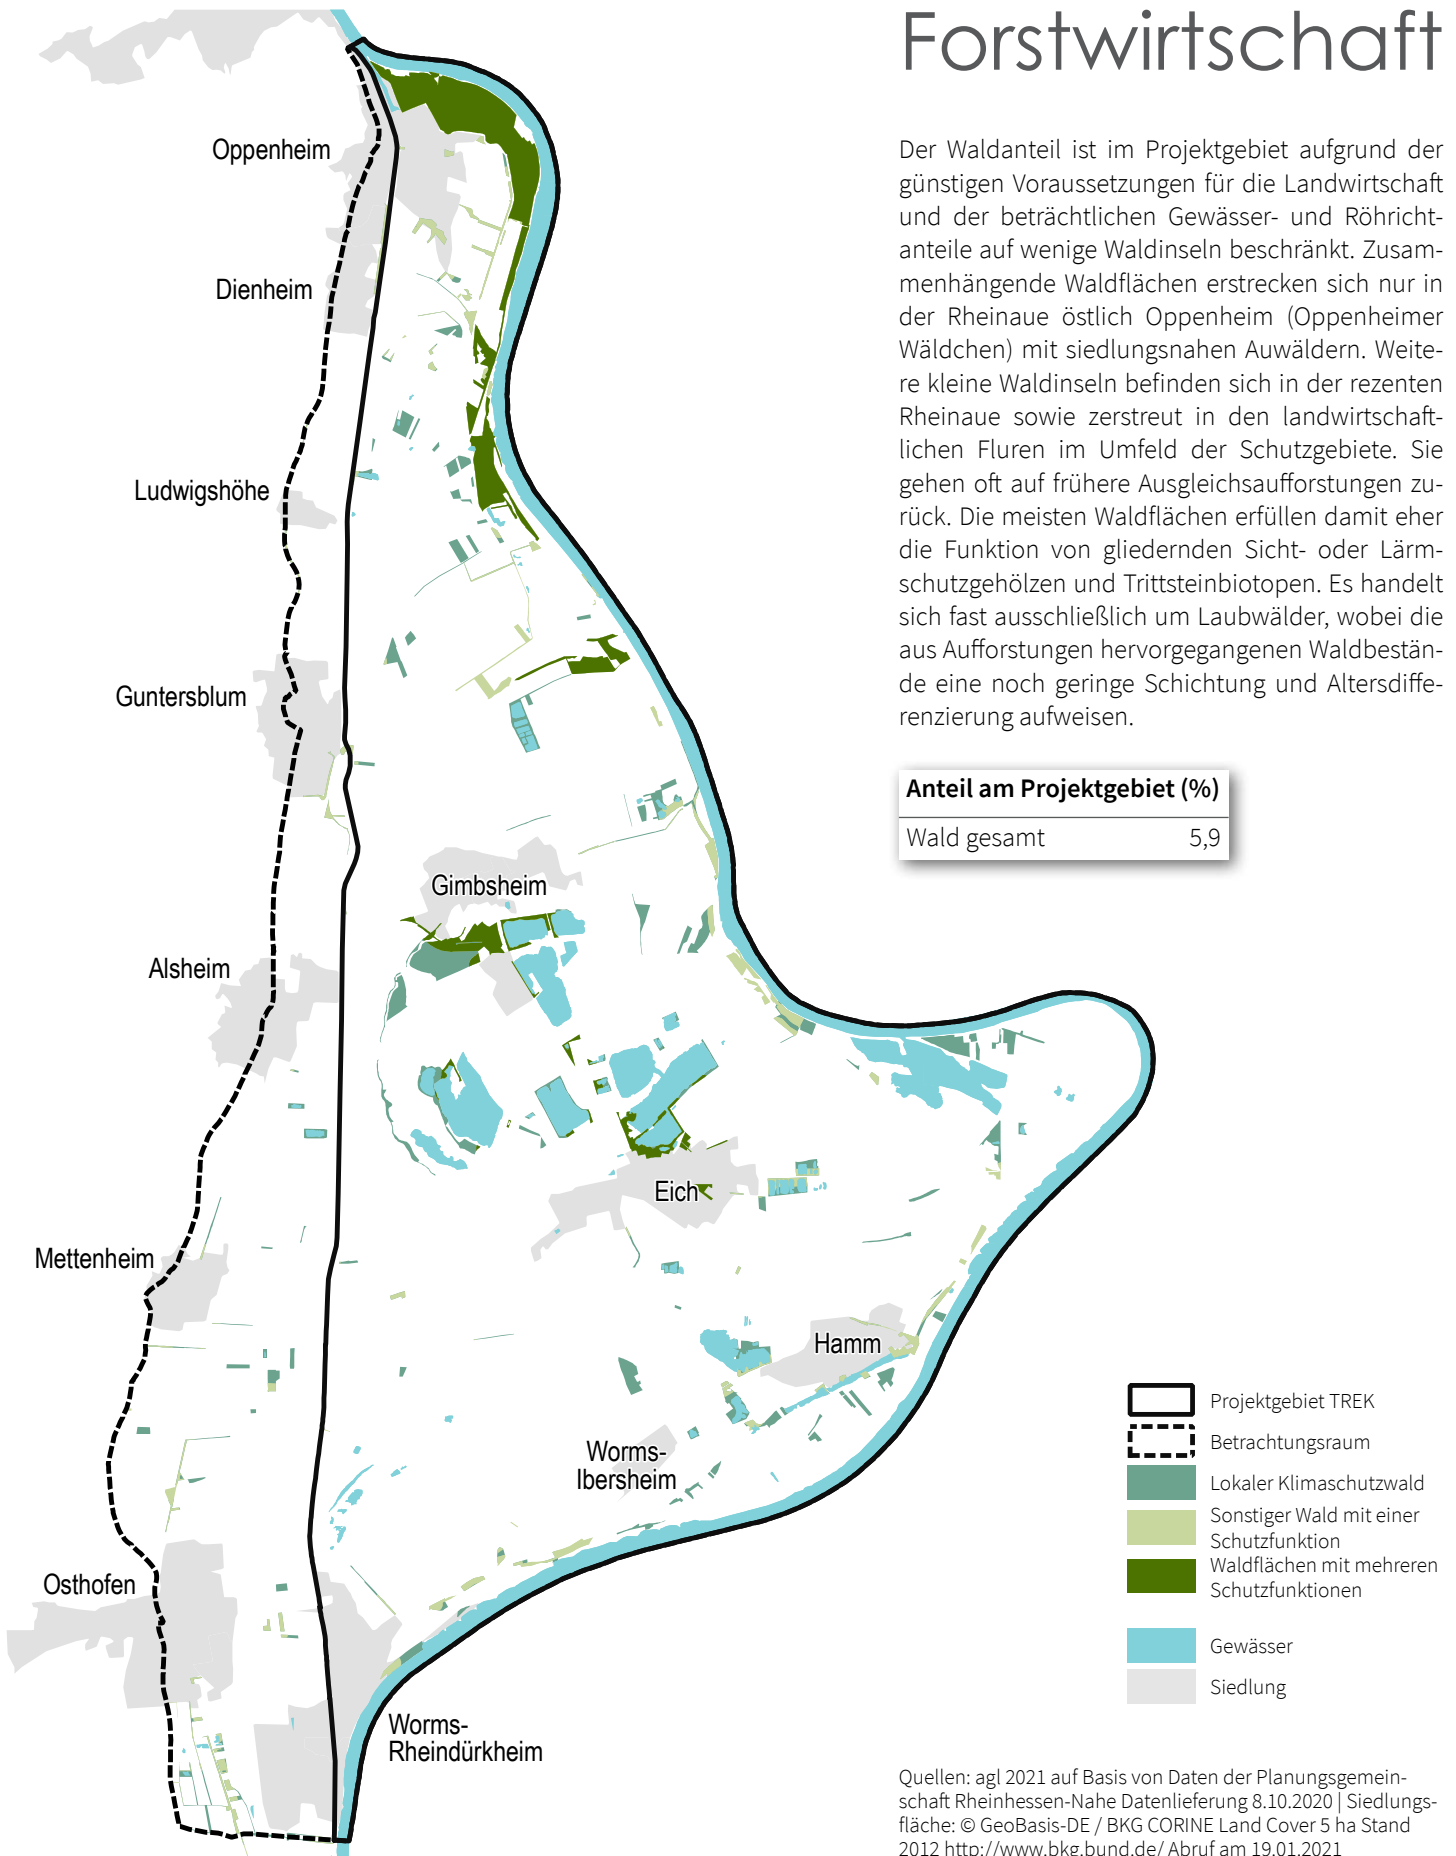 Forstwirtschaft
Der Waldanteil ist im Projektgebiet aufgrund der
günstigen Voraussetzungen für die Landwirtschaft
und der beträchtlichen Gewässer- und Röhricht-
anteile auf wenige Waldinseln beschränkt. Zusam-
menhängende Waldflächen erstrecken sich nur in
der Rheinaue östlich Oppenheim (Oppenheimer
Wäldchen) mit siedlungsnahen Auwäldern. Weite-
re kleine Waldinseln befinden sich in der rezenten
Rheinaue sowie zerstreut in den landwirtschaft-
lichen Fluren im Umfeld der Schutzgebiete. Sie
gehen oft auf frühere Ausgleichsaufforstungen zu-
rück. Die meisten Waldflächen erfüllen damit eher
die Funktion von gliedernden Sicht- oder Lärm-
schutzgehölzen und Trittsteinbiotopen. Es handelt
sich fast ausschließlich um Laubwälder, wobei die
aus Aufforstungen hervorgegangenen Waldbestän-
de eine noch geringe Schichtung und Altersdiffe-
renzierung aufweisen.
Anteil am Projektgebiet (%)
Wald gesamt 5,9
Oppenheim
Dienheim
Ludwigshöhe
Guntersblum
Gimbsheim
Alsheim
Eich
Mettenheim
Hamm
Worms-
Ibersheim
Osthofen
Worms-
Rheindürkheim
Projektgebiet TREK
Betrachtungsraum
Lokaler Klimaschutzwald
Sonstiger Wald mit einer
Schutzfunktion
Waldflächen mit mehreren
Schutzfunktionen
Gewässer
Siedlung
Quellen: agl 2021 auf Basis von Daten der Planungsgemein-
schaft Rheinhessen-Nahe Datenlieferung 8.10.2020 | Siedlungs-
fläche: © GeoBasis-DE / BKG CORINE Land Cover 5 ha Stand
2012 http://www.bkg.bund.de/ Abruf am 19.01.2021